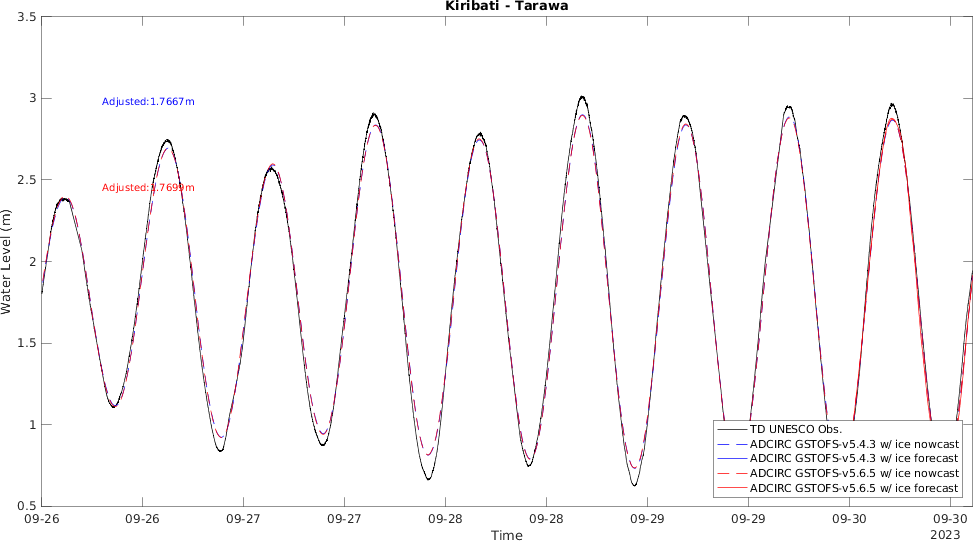 Kiribati - Tarawa
3.5
3
2.5
2
1.5
1
0.5
Water Level (m)
Adjusted:1.7667m
Adjusted:1.7699m
TD UNESCO Obs.
ADCIRC GSTOFS-v5.4.3 w/ ice nowcast
ADCIRC GSTOFS-v5.4.3 w/ ice forecast
ADCIRC GSTOFS-v5.6.5 w/ ice nowcast
ADCIRC GSTOFS-v5.6.5 w/ ice forecast
09-26 09-26 09-27 09-27 09-28 09-28 09-29 09-29 09-30 09-30
2023
Time